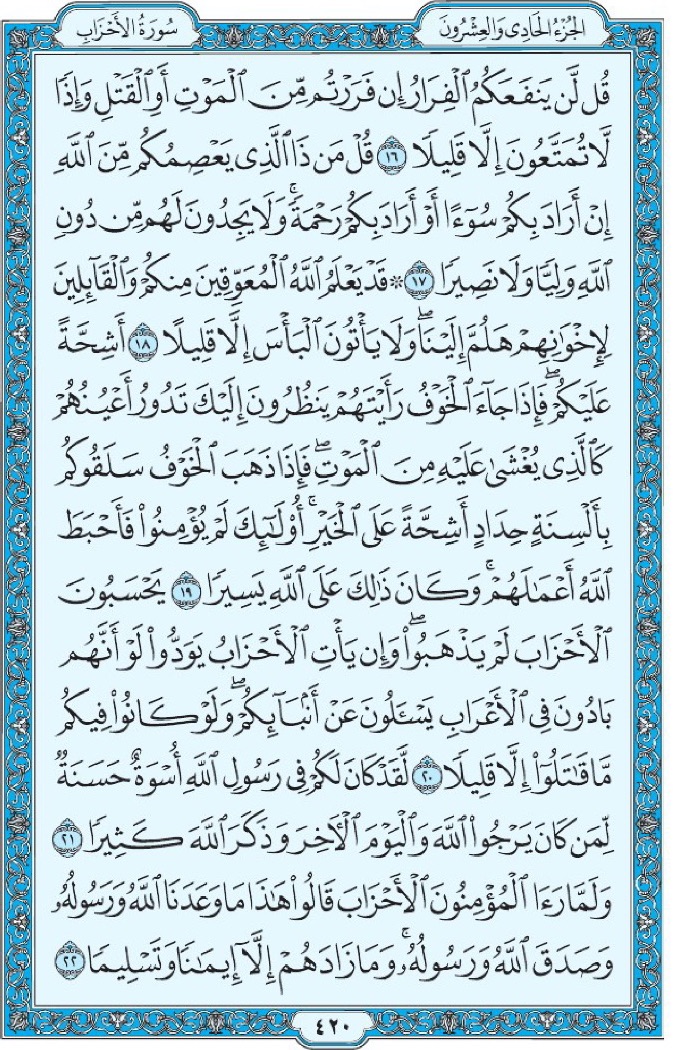 الجُزْءُ الحَادِى وَالعِشْرُونَ
سُورَةُ الأَحْزَابِ
قُل لَّن يَنفَعَكُمُ ٱلْفِرَارُ إِن فَرَرْتُم مِّنَ ٱلْمَوْتِ أَوِ ٱلْقَتْلِ وَإِذًا
لَّا تُمَتَّعُونَ إِلَّا قَلِيلًا ١٦ قُلْ مَن ذَا ٱلَّذِى يَعْصِمُكُم مِّنَ ٱللَّهِ
إِنْ أَرَادَ بِكُمْ سُوٓءًا أَوْ أَرَادَ بِكُمْ رَحْمَةً ۚ وَلَا يَجِدُونَ لَهُم مِّن دُونِ
ٱللَّهِ وَلِيًّا وَلَا نَصِيرًا ١٧ * قَدْ يَعْلَمُ ٱللَّهُ ٱلْمُعَوِّقِينَ مِنكُمْ وَٱلْقَآئِلِينَ
لِإِخْوَٰنِهِمْ هَلُمَّ إِلَيْنَا ۖ وَلَا يَأْتُونَ ٱلْبَأْسَ إِلَّا قَلِيلًا ١٨ أَشِحَّةً
عَلَيْكُمْ ۖ فَإِذَا جَآءَ ٱلْخَوْفُ رَأَيْتَهُمْ يَنظُرُونَ إِلَيْكَ تَدُورُ أَعْيُنُهُمْ
كَٱلَّذِى يُغْشَىٰ عَلَيْهِ مِنَ ٱلْمَوْتِ ۖ فَإِذَا ذَهَبَ ٱلْخَوْفُ سَلَقُوكُم
بِأَلْسِنَةٍ حِدَادٍ أَشِحَّةً عَلَى ٱلْخَيْرِ ۚ أُو۟لَٰٓئِكَ لَمْ يُؤْمِنُوا۟ فَأَحْبَطَ
ٱللَّهُ أَعْمَٰلَهُمْ ۚ وَكَانَ ذَٰلِكَ عَلَى ٱللَّهِ يَسِيرًا ١٩ يَحْسَبُونَ
ٱلْأَحْزَابَ لَمْ يَذْهَبُوا۟ ۖ وَإِن يَأْتِ ٱلْأَحْزَابُ يَوَدُّوا۟ لَوْ أَنَّهُم
بَادُونَ فِى ٱلْأَعْرَابِ يَسْـَٔلُونَ عَنْ أَنۢبَآئِكُمْ ۖ وَلَوْ كَانُوا۟ فِيكُم
مَّا قَٰتَلُوٓا۟ إِلَّا قَلِيلًا ٢٠ لَّقَدْ كَانَ لَكُمْ فِى رَسُولِ ٱللَّهِ أُسْوَةٌ حَسَنَةٌ
لِّمَن كَانَ يَرْجُوا۟ ٱللَّهَ وَٱلْيَوْمَ ٱلْـَٔاخِرَ وَذَكَرَ ٱللَّهَ كَثِيرًا ٢١
وَلَمَّا رَءَا ٱلْمُؤْمِنُونَ ٱلْأَحْزَابَ قَالُوا۟ هَٰذَا مَا وَعَدَنَا ٱللَّهُ وَرَسُولُهُۥ
وَصَدَقَ ٱللَّهُ وَرَسُولُهُۥ ۚ وَمَا زَادَهُمْ إِلَّآ إِيمَٰنًا وَتَسْلِيمًا ٢٢
٤٢٠